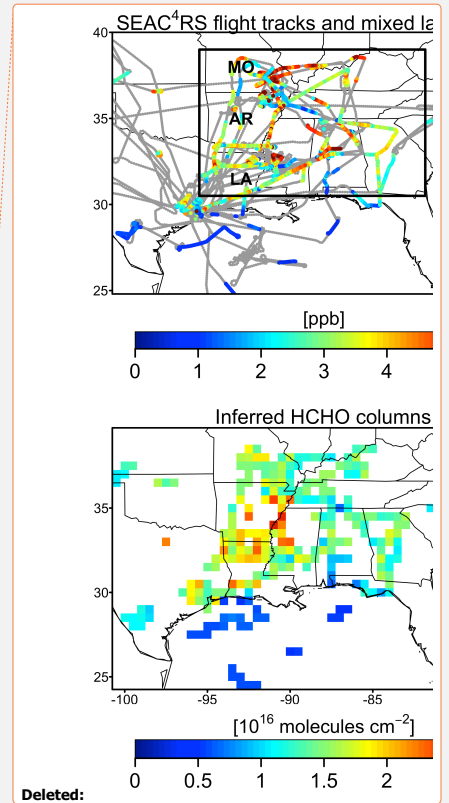 SEAC⁴RS flight tracks and mixed la
40
MO
35
AR
LA
30
25
[ppb]
0 1 2 3 4
Inferred HCHO columns
35
30
25
-100 -95 -90 -85
[10¹⁶ molecules cm⁻²]
0 0.5 1 1.5 2
Deleted: